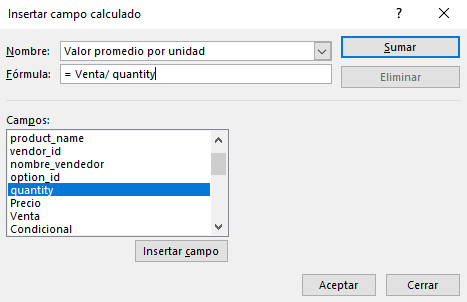 Insertar campo calculado
?
Nombre: Valor promedio por unidad
Sumar
Fórmula: = Venta/ quantity
Eliminar
Campos:
product_name
vendor_id
nombre_vendedor
option_id
quantity
Precio
Venta
Condicional
Insertar campo
Aceptar
Cerrar